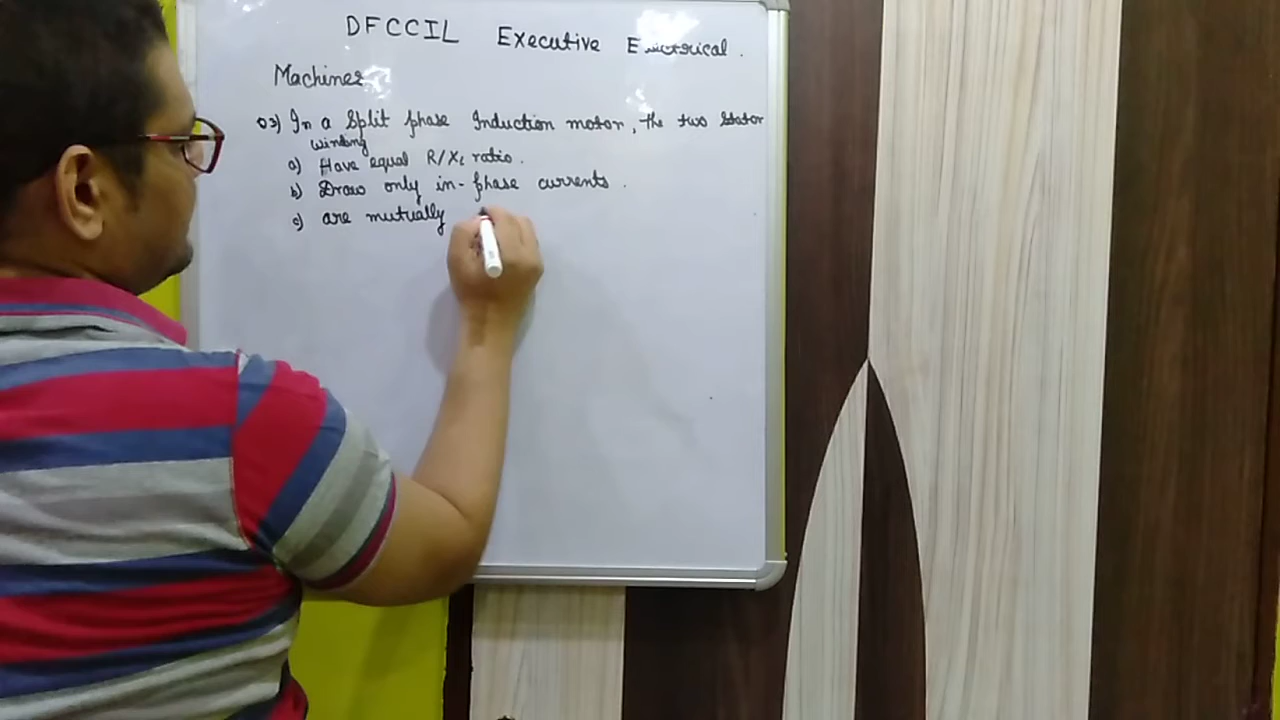 DFCCIL Executive Electrical.
Machines
03) In a Split phase Induction motor, the two stator
winding
a) Have equal R/XL ratio.
b) Draw only in-phase currents.
c) are mutually